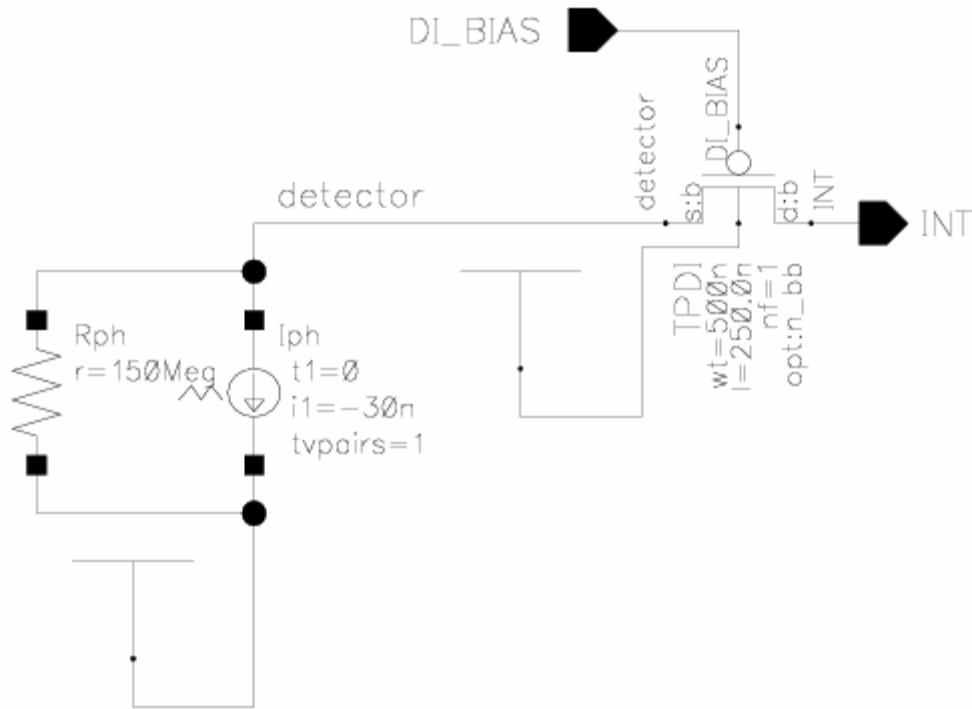 DI_BIAS
DI_BIAS
detector
s:b
d:b
INT
INT
detector
TPDI
wt=500n
l=250.0n
nf=1
opt:n_bb
Rph
r=150Meg
Iph
t1=0
i1=-30n
tvpairs=1